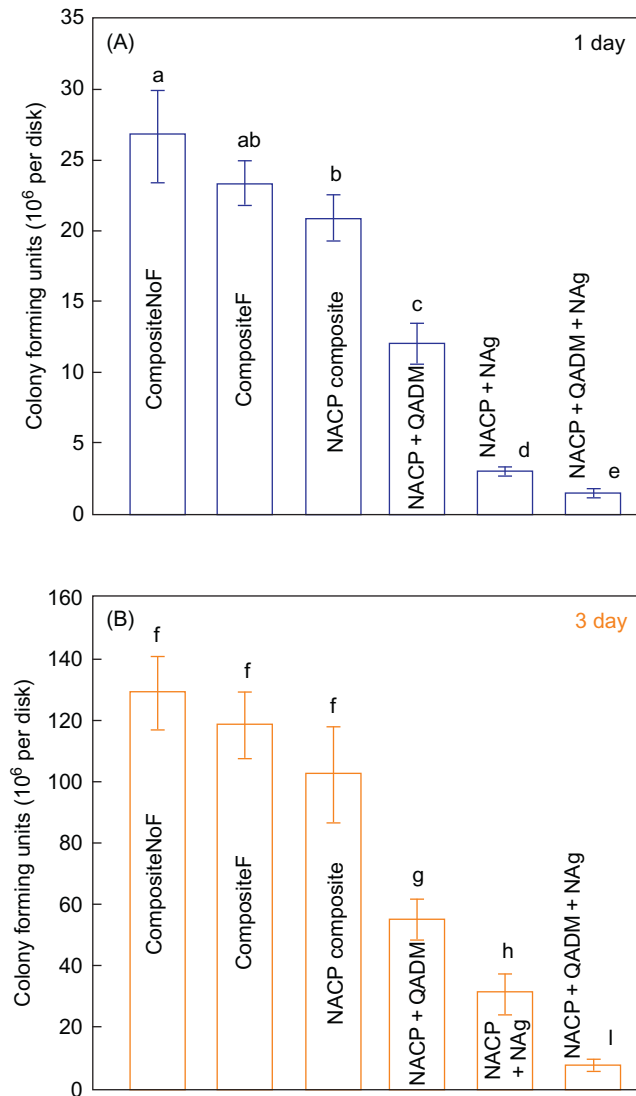 (A)
1 day
Colony forming units (10⁶ per disk)
35
30
25
20
15
10
5
0
a
ab
b
c
d
e
CompositeNoF
CompositeF
NACP composite
NACP + QADM
NACP + NAg
NACP + QADM + NAg
(B)
3 day
Colony forming units (10⁶ per disk)
160
140
120
100
80
60
40
20
0
f
f
f
g
h
I
CompositeNoF
CompositeF
NACP composite
NACP + QADM
NACP
+ NAg
NACP + QADM + NAg